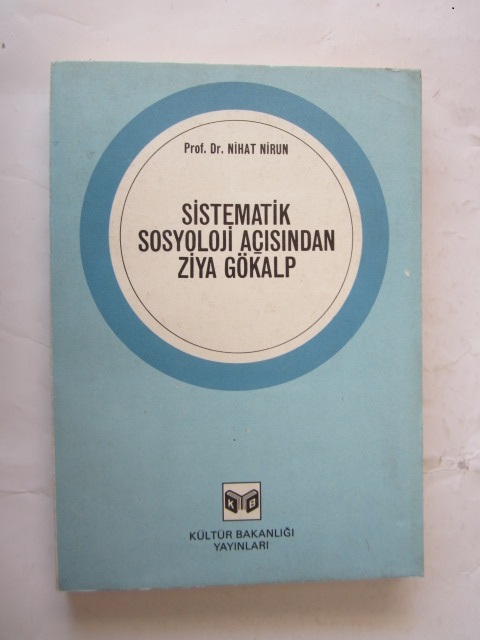 Prof. Dr. NİHAT NİRUN
SİSTEMATİK
SOSYOLOJİ AÇISINDAN
ZİYA GÖKALP
K B
KÜLTÜR BAKANLIĞI
YAYINLARI